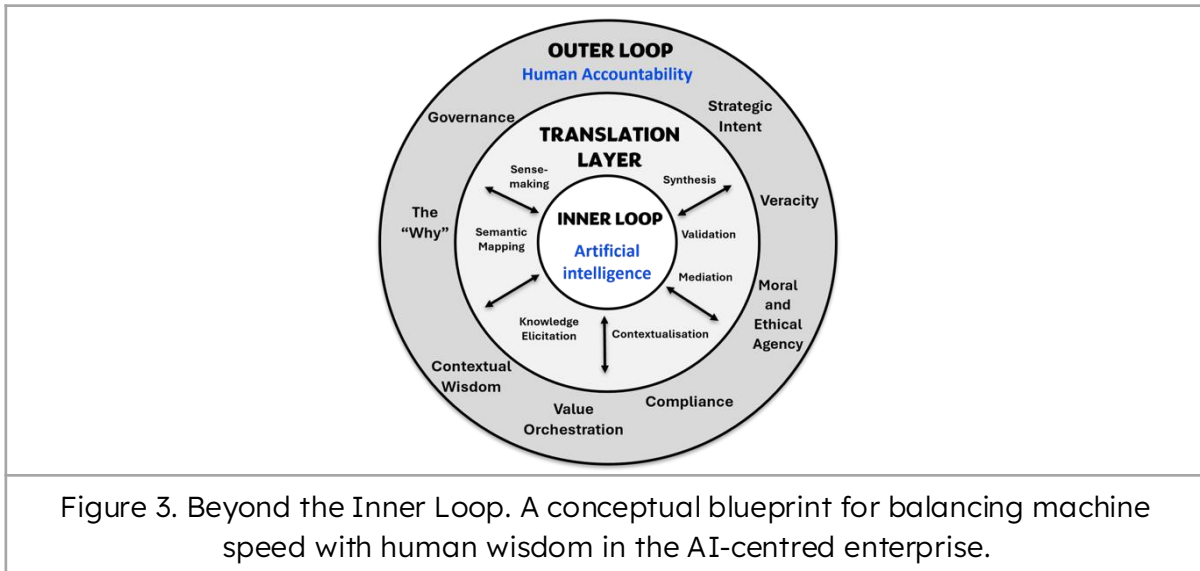 OUTER LOOP
Human Accountability
Governance
Strategic
Intent
TRANSLATION
LAYER
Sense-
making
Synthesis
The
“Why”
Veracity
INNER LOOP
Semantic
Mapping
Validation
Artificial
intelligence
Mediation
Moral
and
Ethical
Agency
Knowledge
Elicitation
Contextualisation
Contextual
Wisdom
Compliance
Value
Orchestration
Figure 3. Beyond the Inner Loop. A conceptual blueprint for balancing machine
speed with human wisdom in the AI-centred enterprise.